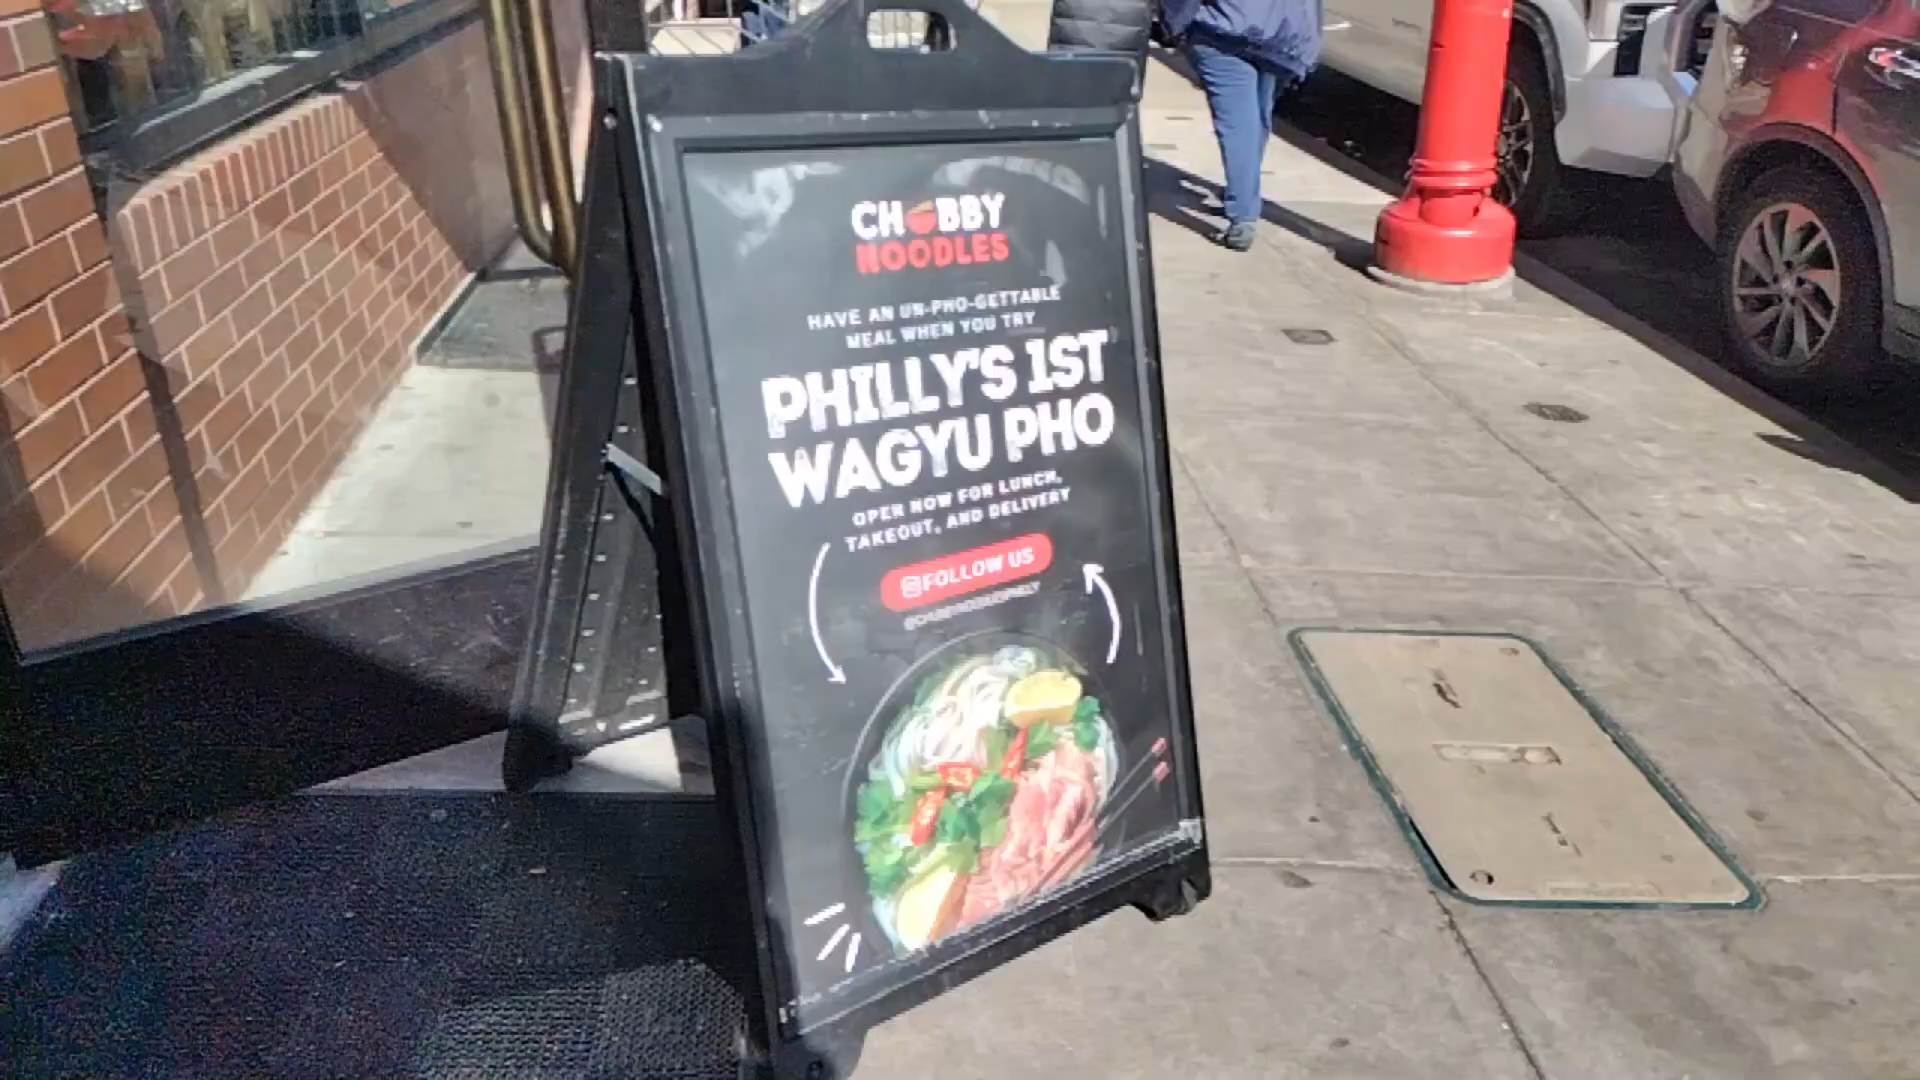 CHUBBY
NOODLES
HAVE AN UN-PHO-GETTABLE
MEAL WHEN YOU TRY
PHILLY'S 1ST
WAGYU PHO
OPEN NOW FOR LUNCH,
TAKEOUT, AND DELIVERY
FOLLOW US